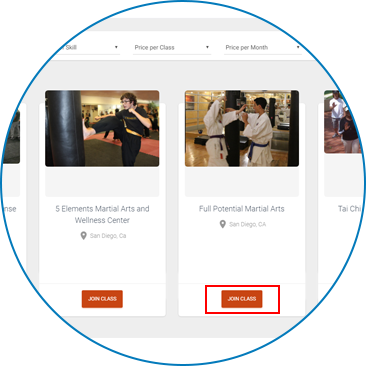 Skill
Price per Class
Price per Month
5 Elements Martial Arts and
Wellness Center
San Diego, Ca
JOIN CLASS
Full Potential Martial Arts
San Diego, CA
JOIN CLASS
Tai Chi